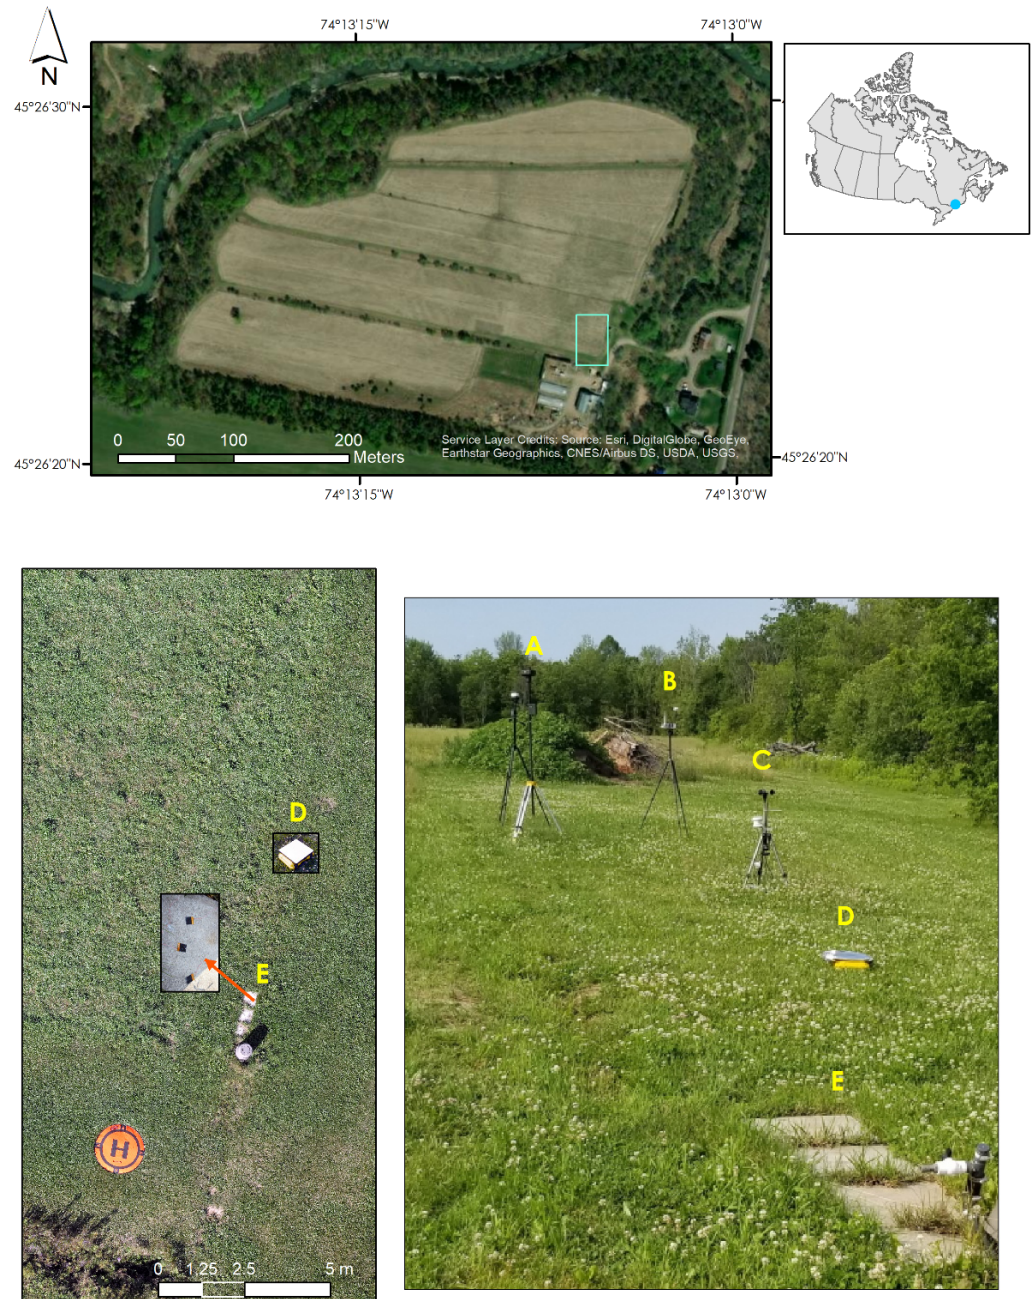 74°13'15"W
74°13'0"W
N
45°26'30"N
0 50 100 200
Meters
Service Layer Credits: Source: Esri, DigitalGlobe, GeoEye,
Earthstar Geographics, CNES/Airbus DS, USDA, USGS,
45°26'20"N
45°26'20"N
74°13'15"W
74°13'0"W
D
E
H
0 1.25 2.5 5 m
A
B
C
D
E